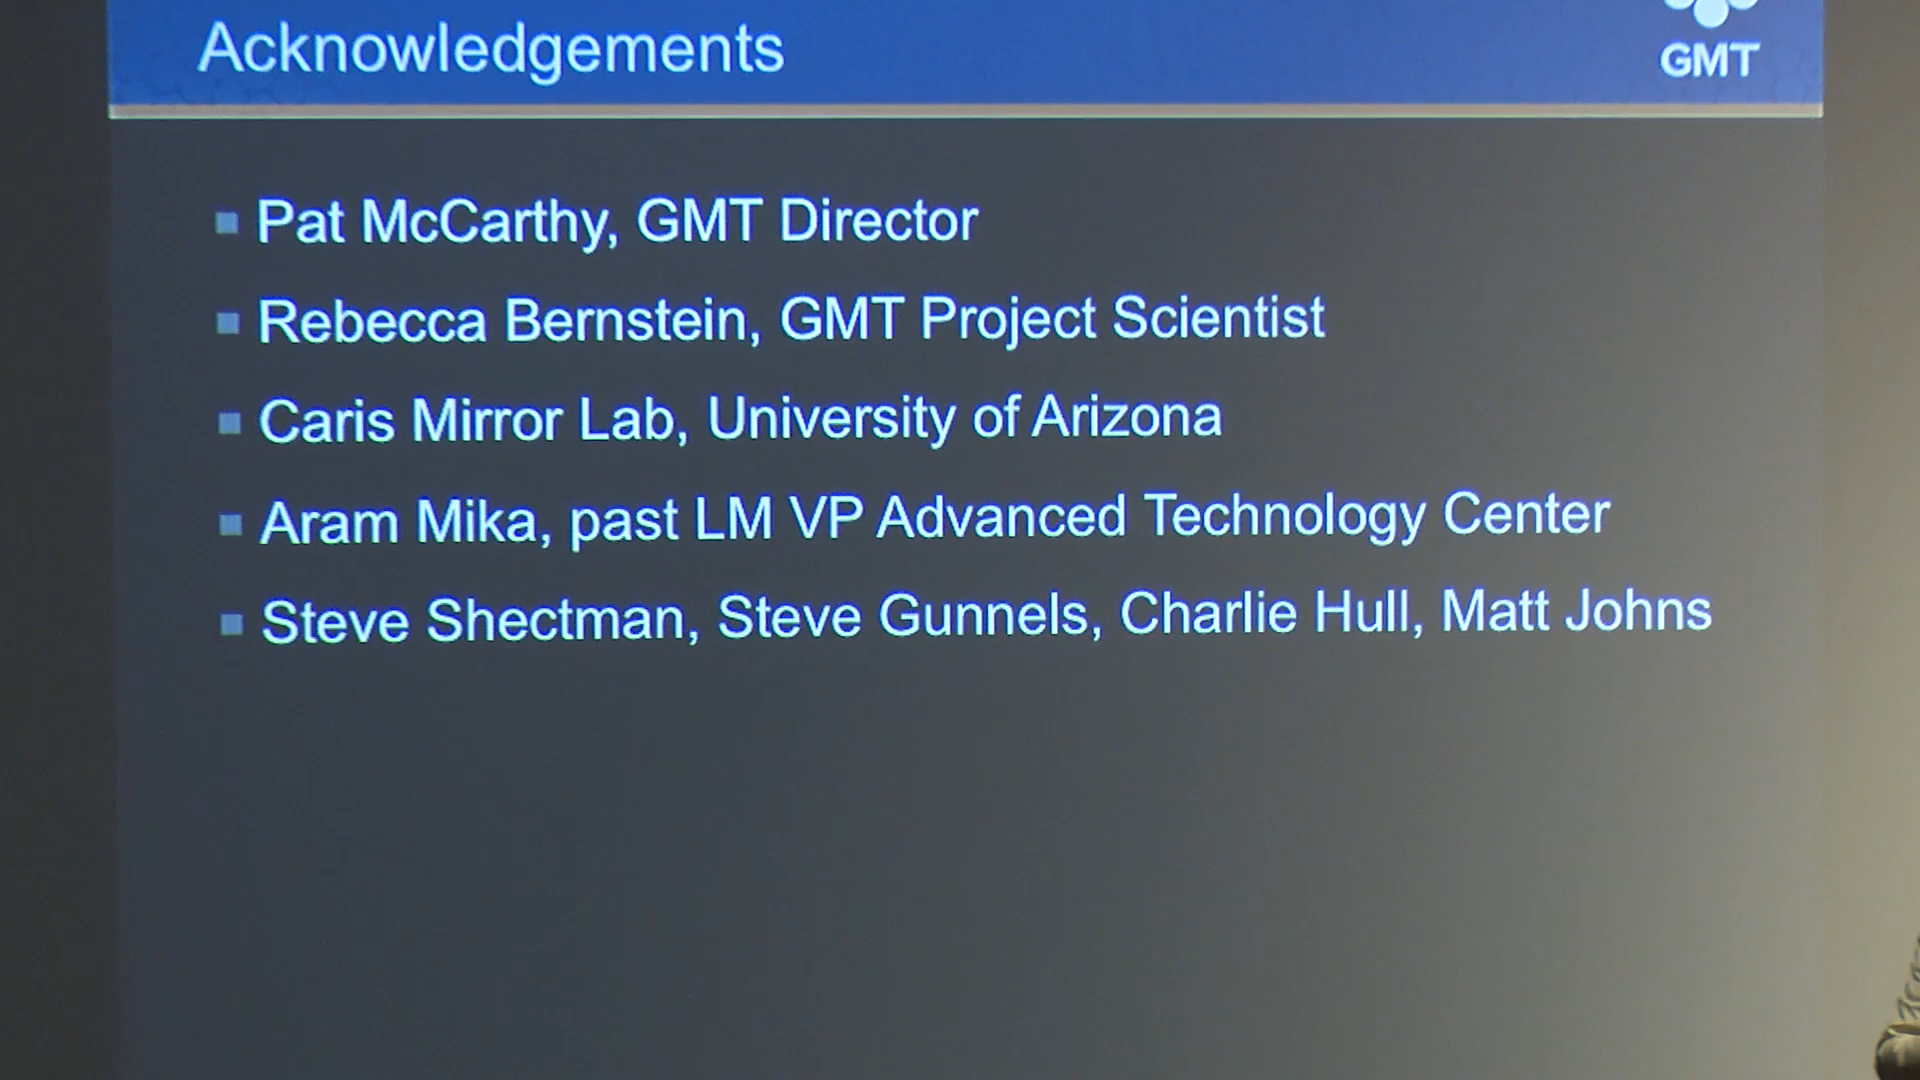 Acknowledgements
GMT
Pat McCarthy, GMT Director
Rebecca Bernstein, GMT Project Scientist
Caris Mirror Lab, University of Arizona
Aram Mika, past LM VP Advanced Technology Center
Steve Shectman, Steve Gunnels, Charlie Hull, Matt Johns